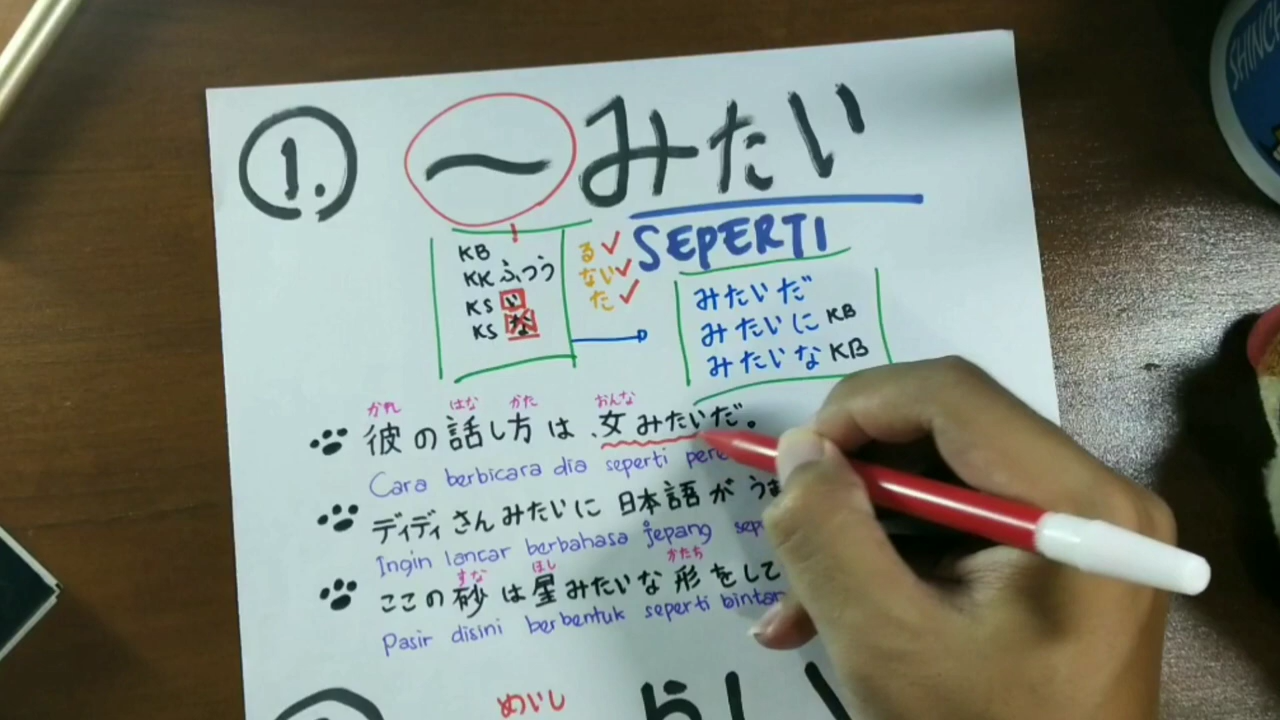 1. 〜みたい
SEPERTI
KB
KK ふつう
KS い
KS な
る✓
ない✓
た✓
みたいだ
みたいに KB
みたいな KB
かれ はな かた おんな
彼の話し方は、女みたいだ。
Cara berbicara dia seperti
ディディさんみたいに日本語が
Ingin lancar berbahasa jepang
すな ほし かたち
ここの砂は星みたいな形をして
Pasir disini berbentuk seperti
めいし